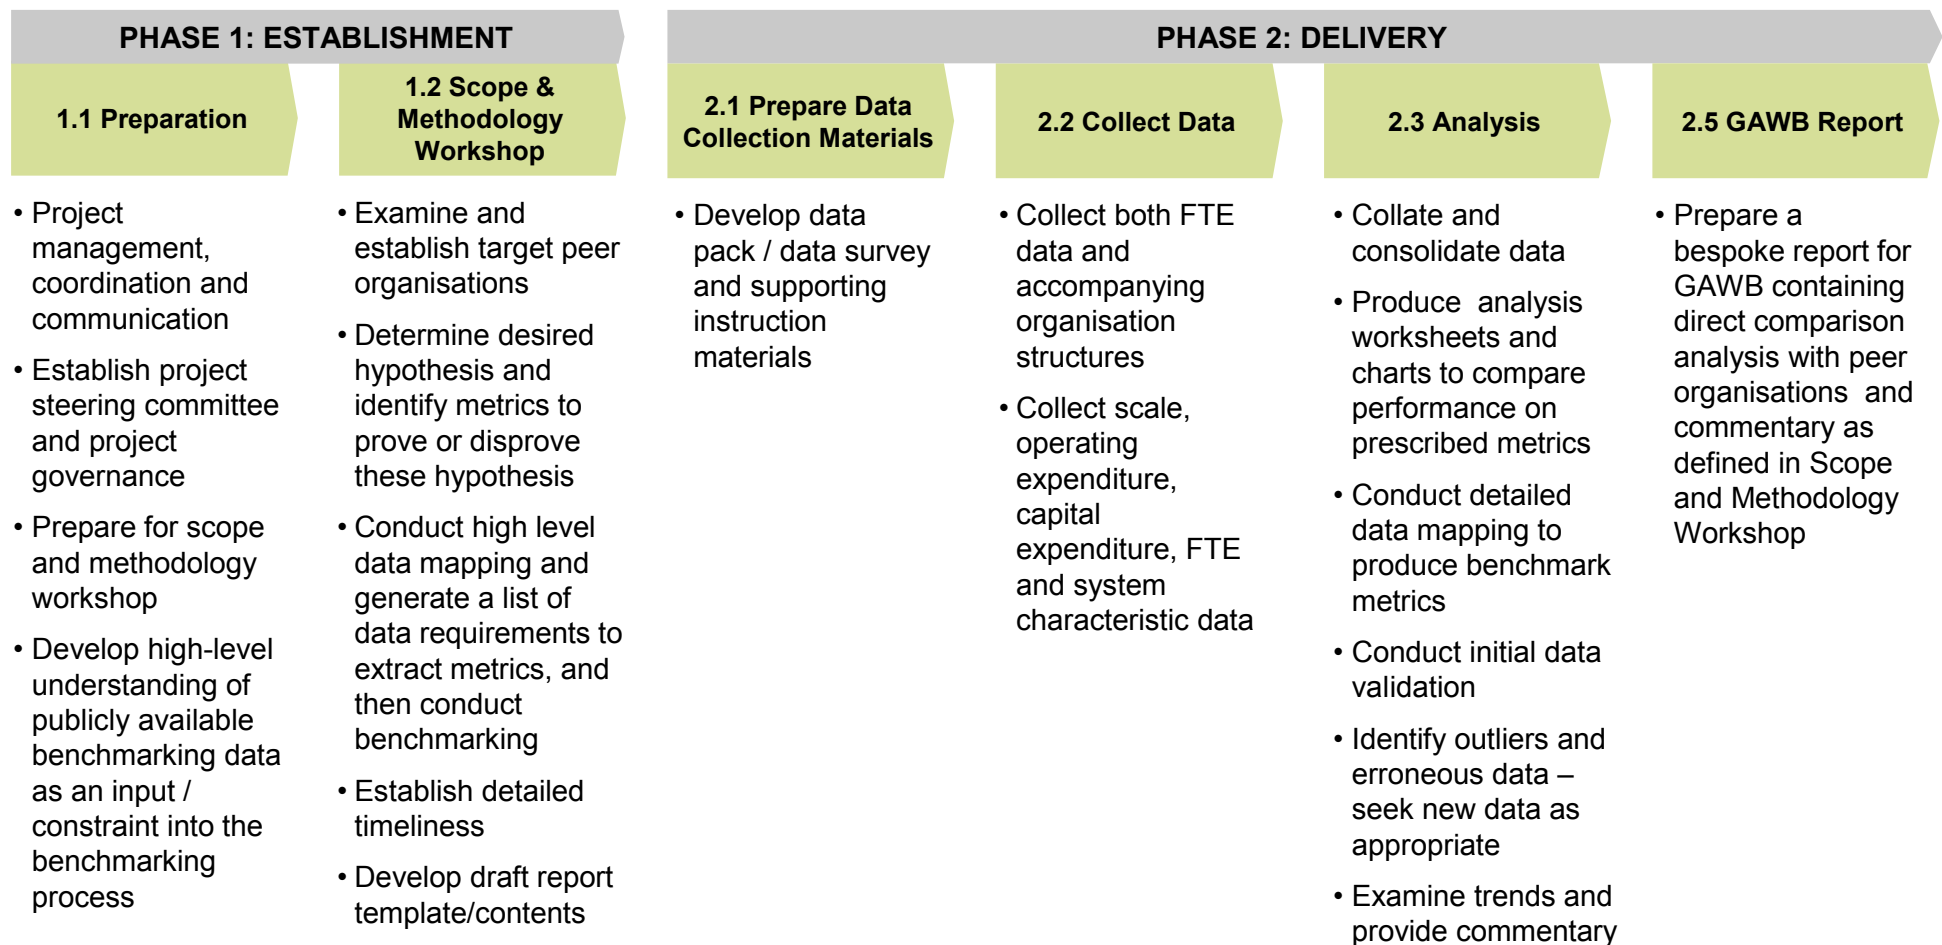 PHASE 1: ESTABLISHMENT
PHASE 2: DELIVERY
1.1 Preparation
1.2 Scope &
Methodology
Workshop
2.1 Prepare Data
Collection Materials
2.2 Collect Data
2.3 Analysis
2.5 GAWB Report
• Project
management,
coordination and
communication
• Establish project
steering committee
and project
governance
• Prepare for scope
and methodology
workshop
• Develop high-level
understanding of
publicly available
benchmarking data
as an input /
constraint into the
benchmarking
process
• Examine and
establish target peer
organisations
• Determine desired
hypothesis and
identify metrics to
prove or disprove
these hypothesis
• Conduct high level
data mapping and
generate a list of
data requirements to
extract metrics, and
then conduct
benchmarking
• Establish detailed
timeliness
• Develop draft report
template/contents
• Develop data
pack / data survey
and supporting
instruction
materials
• Collect both FTE
data and
accompanying
organisation
structures
• Collect scale,
operating
expenditure,
capital
expenditure, FTE
and system
characteristic data
• Collate and
consolidate data
• Produce analysis
worksheets and
charts to compare
performance on
prescribed metrics
• Conduct detailed
data mapping to
produce benchmark
metrics
• Conduct initial data
validation
• Identify outliers and
erroneous data –
seek new data as
appropriate
• Examine trends and
provide commentary
• Prepare a
bespoke report for
GAWB containing
direct comparison
analysis with peer
organisations and
commentary as
defined in Scope
and Methodology
Workshop